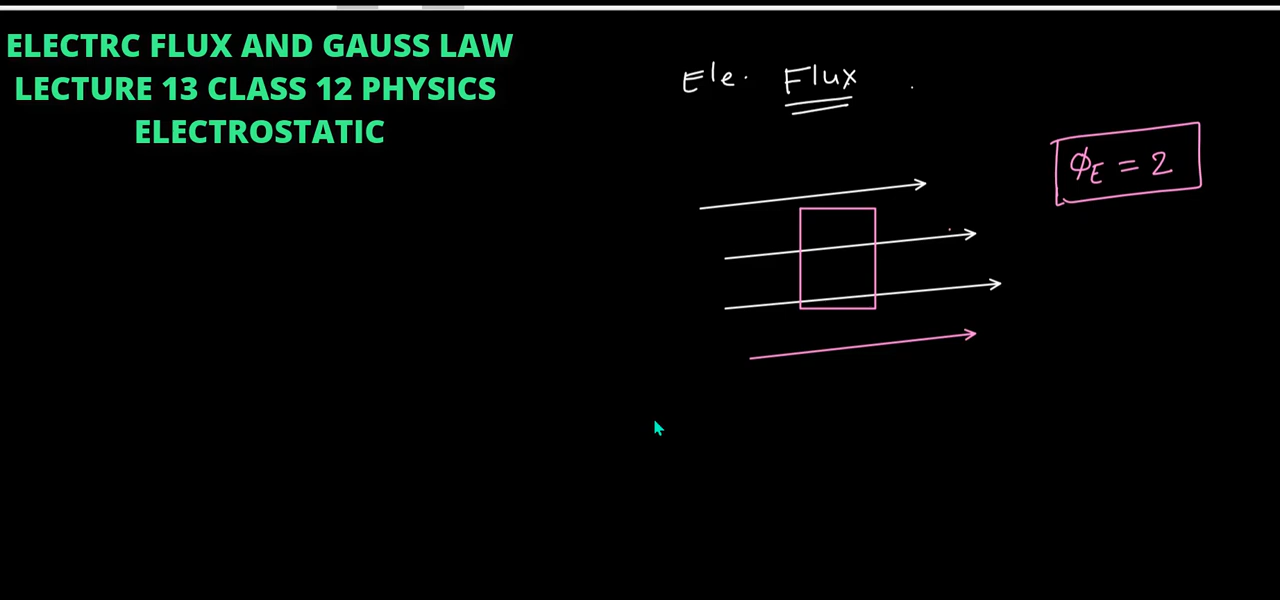 ELECTRC FLUX AND GAUSS LAW
LECTURE 13 CLASS 12 PHYSICS
ELECTROSTATIC
Ele. Flux
ϕE = 2